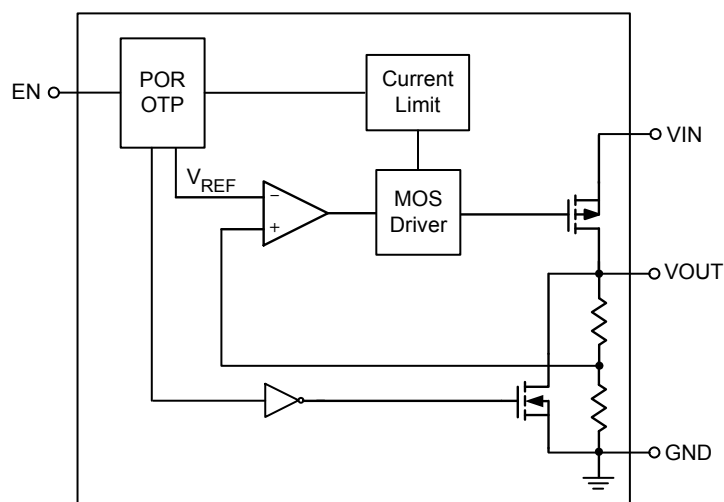 EN
POR
OTP
Current
Limit
VIN
VREF
−
+
MOS
Driver
VOUT
GND